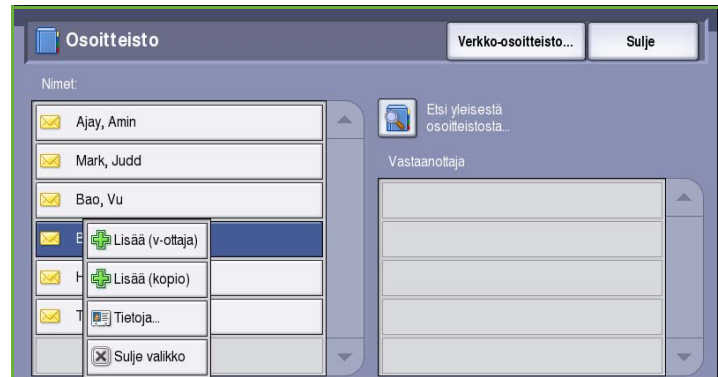 Osoitteisto
Verkko-osoitteisto...
Sulje
Nimet:
Ajay, Amin
Mark, Judd
Bao, Vu
Lisää (v-ottaja)
Lisää (kopio)
Tietoja...
Sulje valikko
Etsi yleisestä
osoitteistosta...
Vastaanottaja